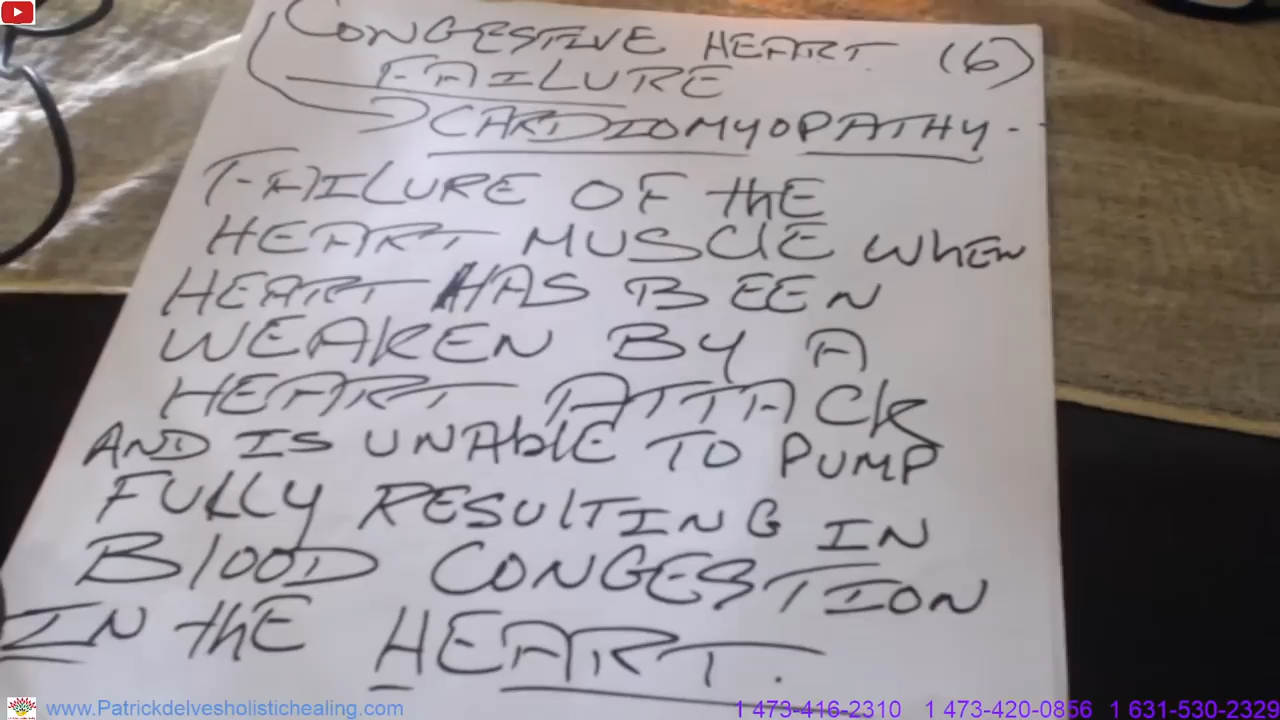 CONGESTIVE HEART (6)
FAILURE
CARDIOMYOPATHY.
FAILURE OF thE
HEART MUSCLE WHEN
HEART HAS BEEN
WEAKEN BY A
HEART ATTACK
AND IS UNABLE TO PUMP
FULLY RESULTING IN
BLOOD CONGESTION
IN thE HEART.
www.Patrickdelvesholistichealing.com 1 473-416-2310 1 473-420-0856 1 631-530-2329